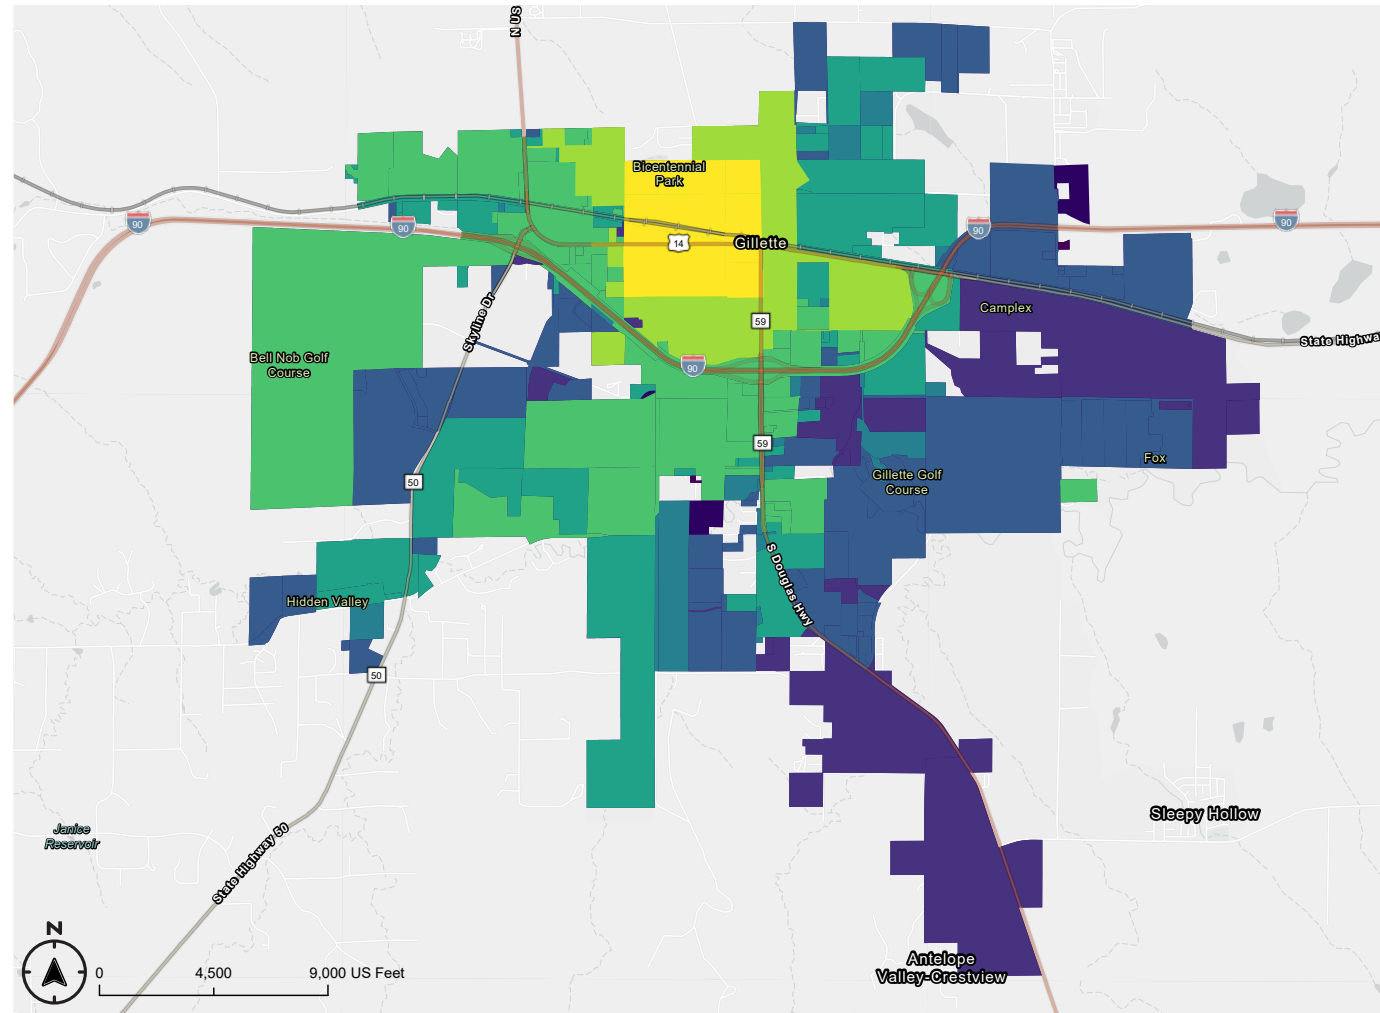 N US
Bicentennial
Park
90
90
90
90
14
Gillette
Skyline Dr
59
Camplex
State Highwa
Bell Nob Golf
Course
90
59
Fox
Gillette Golf
Course
50
S Douglas Hwy
Hidden Valley
50
Sleepy Hollow
Janice
Reservoir
State Highway 50
N
0
4,500
9,000 US Feet
Antelope
Valley-Crestview